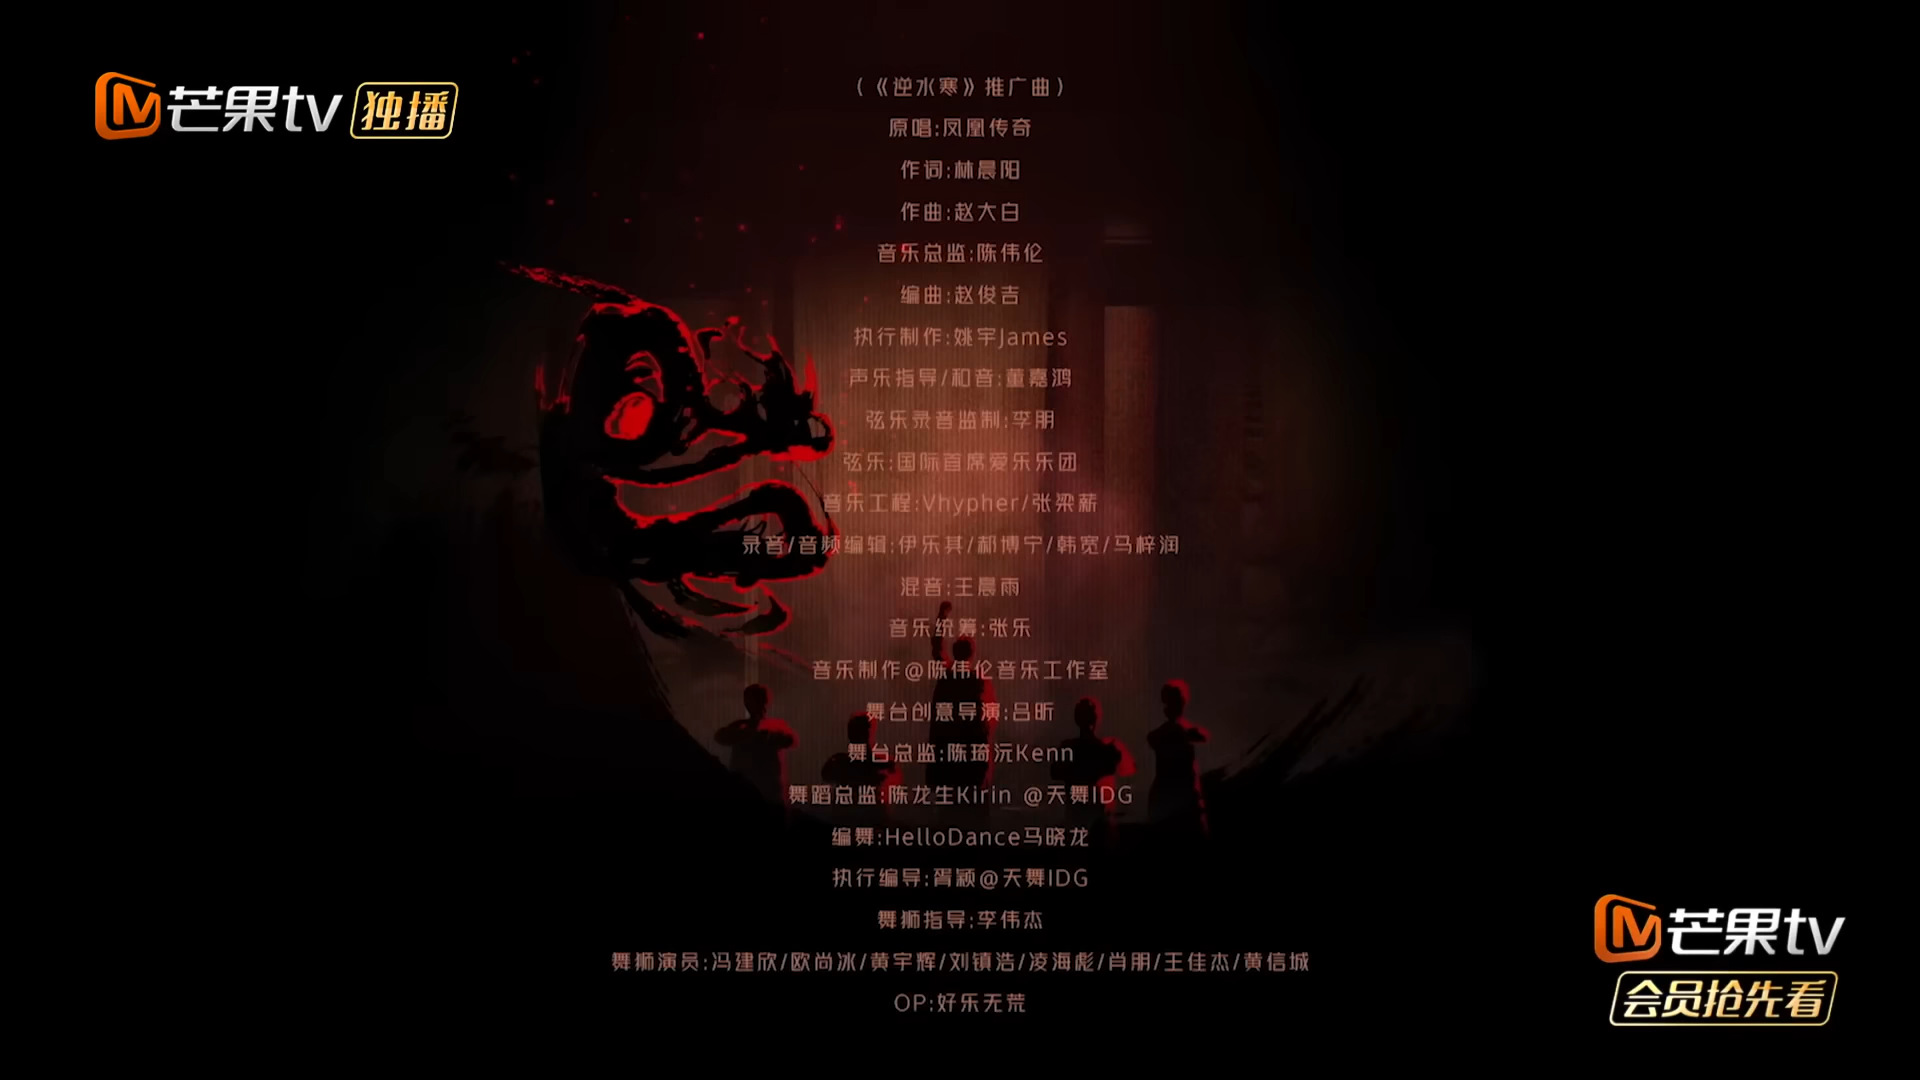 芒果tv 独播
（《逆水寒》推广曲）
原唱:凤凰传奇
作词:林晨阳
作曲:赵大白
音乐总监:陈伟伦
编曲:赵俊吉
执行制作:姚宇James
声乐指导/和音:董嘉鸿
弦乐录音监制:李朋
弦乐:国际首席爱乐乐团
音乐工程:Vhypher/张梁薪
录音/音频编辑:伊乐其/郝博宁/韩宽/马梓润
混音:王晨雨
音乐统筹:张乐
音乐制作@陈伟伦音乐工作室
舞台创意导演:吕昕
舞台总监:陈琦沅Kenn
舞蹈总监:陈龙生Kirin @天舞IDG
编舞:HelloDance马晓龙
执行编导:胥颖@天舞IDG
舞狮指导:李伟杰
舞狮演员:冯建欣/欧尚冰/黄宇辉/刘镇浩/凌海彪/肖朋/王佳杰/黄信城
OP:好乐无荒
芒果tv
会员抢先看